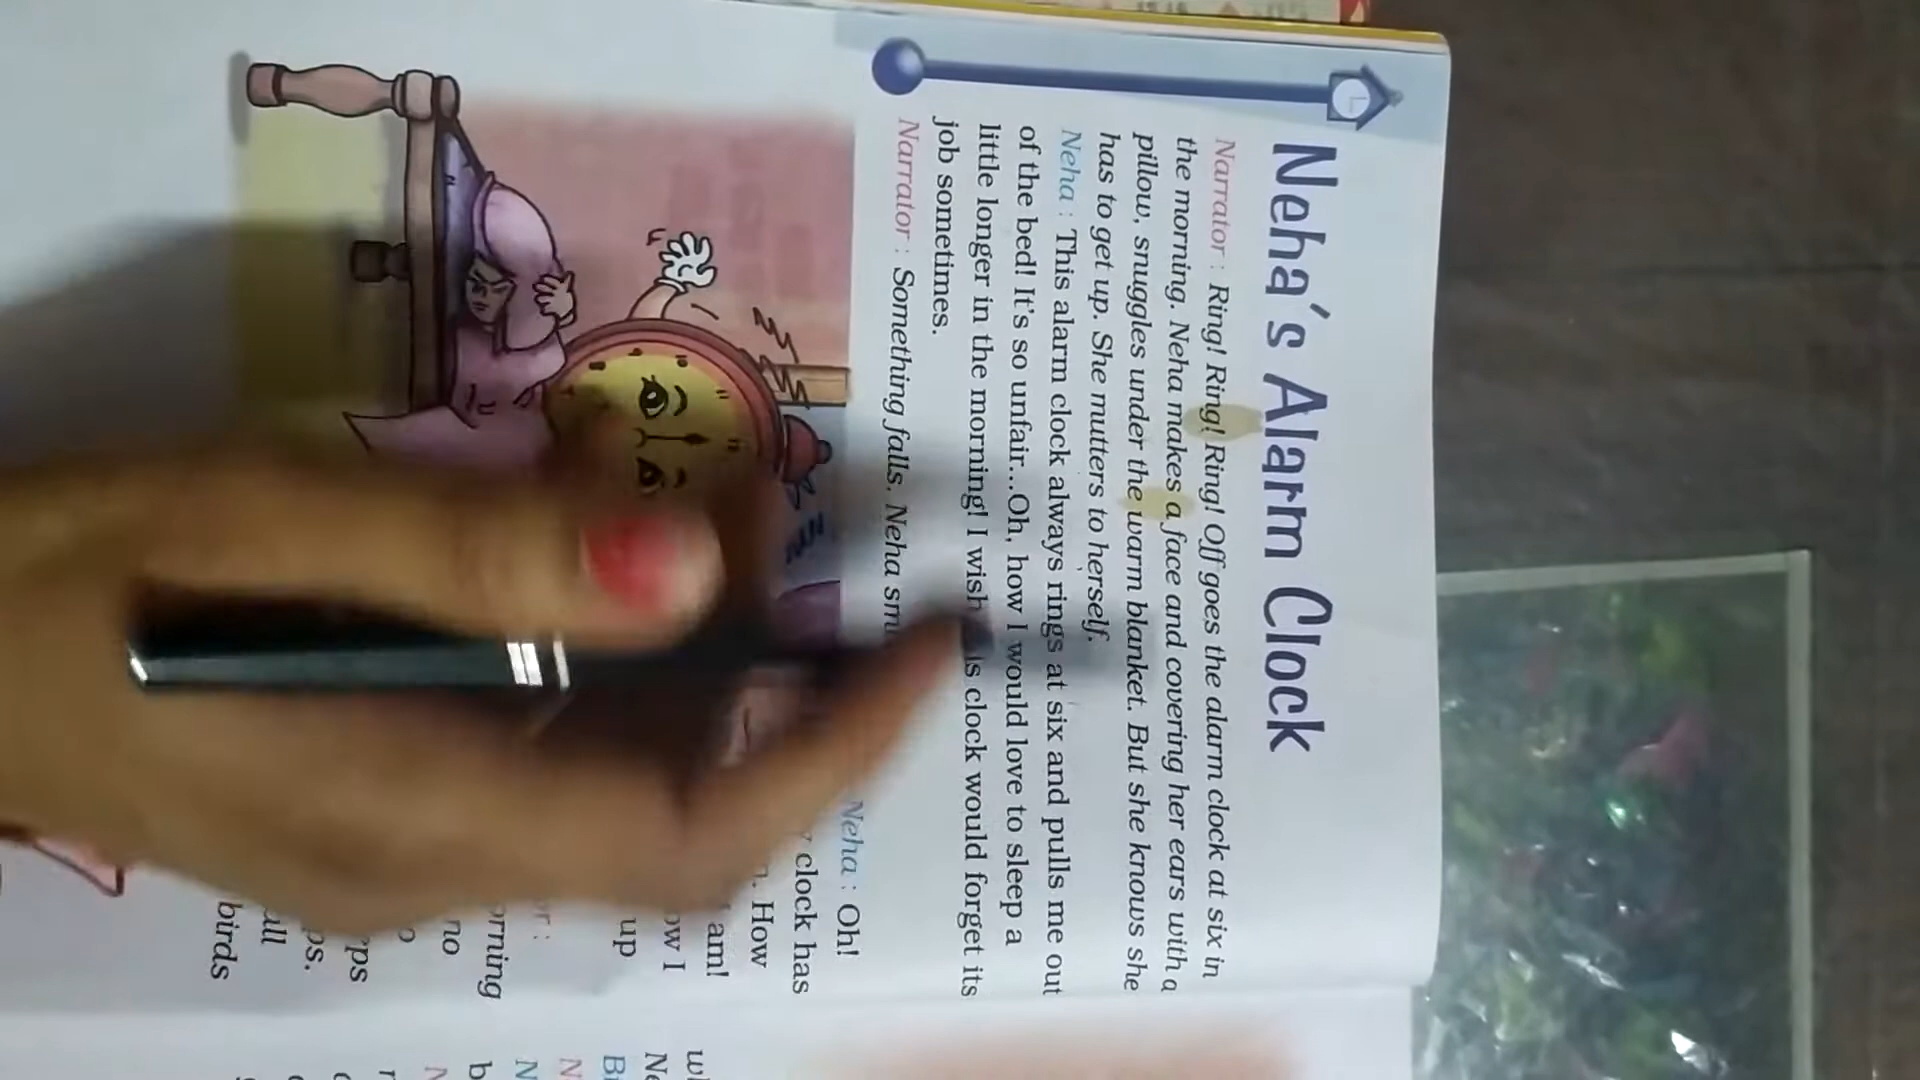 Neha's Alarm Clock
Narrator : Ring! Ring! Ring! Off goes the alarm clock at six in
the morning. Neha makes a face and covering her ears with a
pillow, snuggles under the warm blanket. But she knows she
has to get up. She mutters to herself.
Neha : This alarm clock always rings at six and pulls me out
of the bed! It's so unfair...Oh, how I would love to sleep a
little longer in the morning! I wish is clock would forget its
job sometimes.
Narrator : Something falls. Neha
Neha : Oh!
clock has
How
am!
I
up
no
all
birds